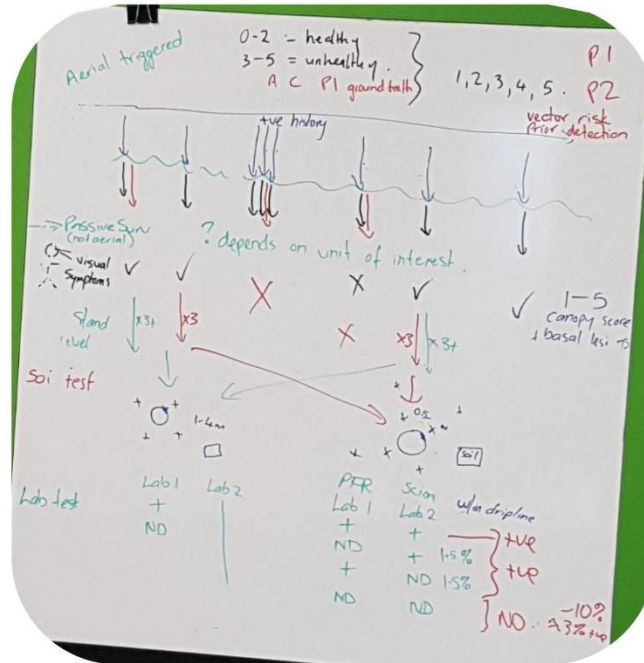 Aerial triggered
0-2 = healthy
3-5 = unhealthy.
A C P1 ground truth
1, 2, 3, 4, 5.
P1
P2
vector risk
Prior detection
+ve history
Passive Surv
(not aerial)
? depends on unit of interest.
visual
Symptoms
✓ ✓ X X ✓ ✓
1-5
canopy score
+ basal
Stand
level
x3+ x3 X x3 x3+
Soi test
1-4m
0.5
m
soil
Lab test
Lab 1 Lab 2
+
ND
PFR Scion
Lab 1 Lab 2
w/in dripline
+ + +ve
ND + 1.5%
+ ND 1.5%
+ve
ND ND
ND
-10%
3% +ve